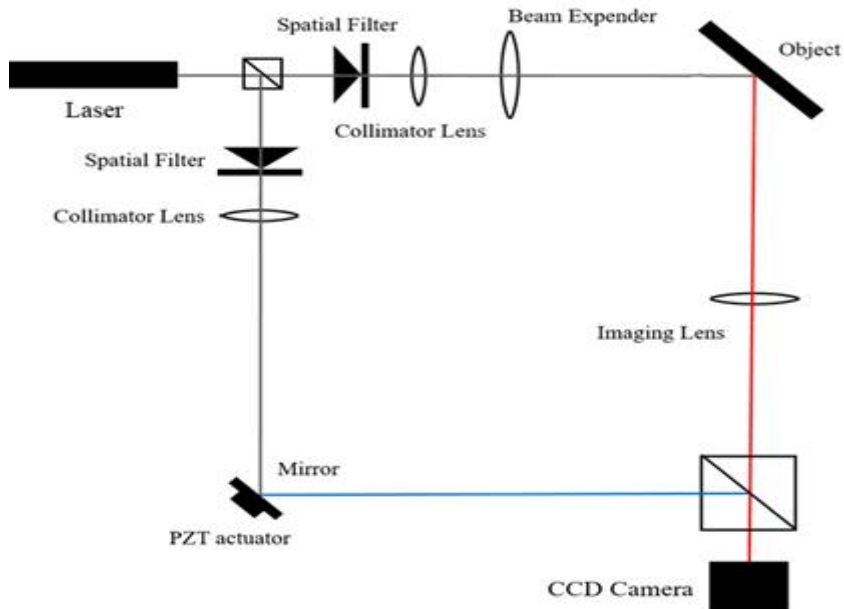 Beam Expender
Spatial Filter
Object
Laser
Collimator Lens
Spatial Filter
Collimator Lens
Imaging Lens
Mirror
PZT actuator
CCD Camera